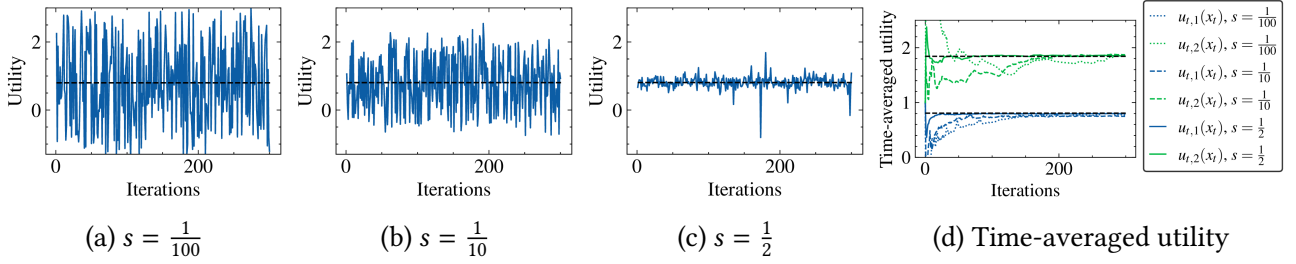 2
0
Utility
0
200
Iterations
(a) s = 1/100
2
0
Utility
0
200
Iterations
(b) s = 1/10
2
0
Utility
0
200
Iterations
(c) s = 1/2
2
1
0
Time-averaged utility
0
200
Iterations
(d) Time-averaged utility
u_{t,1}(x_t), s = 1/100
u_{t,2}(x_t), s = 1/100
u_{t,1}(x_t), s = 1/10
u_{t,2}(x_t), s = 1/10
u_{t,1}(x_t), s = 1/2
u_{t,2}(x_t), s = 1/2